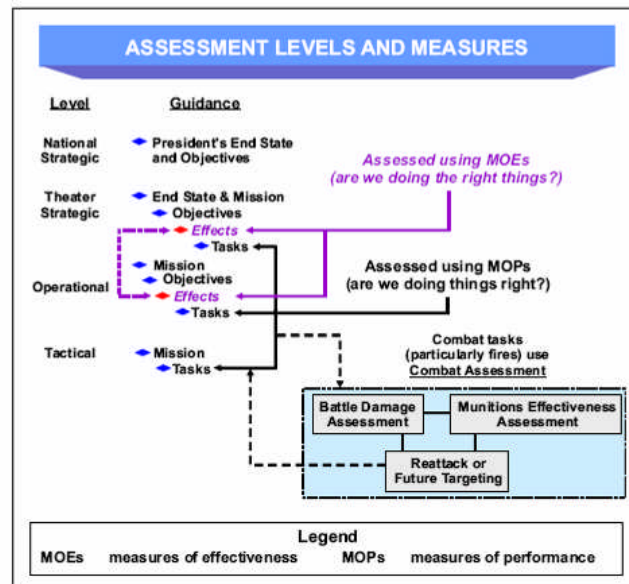 ASSESSMENT LEVELS AND MEASURES
Level Guidance
National
Strategic
President's End State
and Objectives
Assessed using MOEs
(are we doing the right things?)
Theater
Strategic
End State & Mission
Objectives
Effects
Tasks
Operational
Mission
Objectives
Effects
Tasks
Assessed using MOPs
(are we doing things right?)
Tactical
Mission
Tasks
Combat tasks
(particularly fires) use
Combat Assessment
Battle Damage
Assessment
Munitions Effectiveness
Assessment
Reattack or
Future Targeting
Legend
MOEs measures of effectiveness MOPs measures of performance